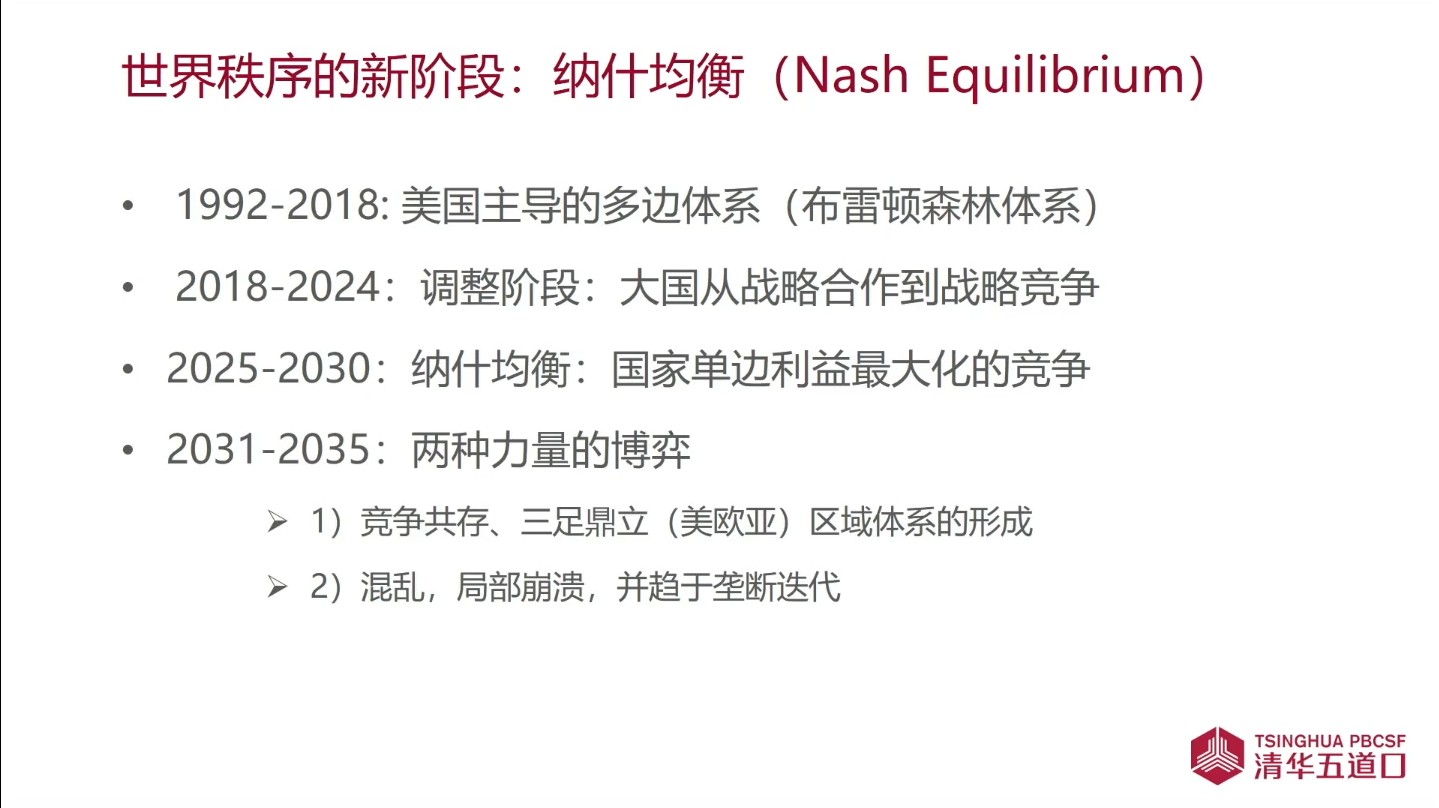 世界秩序的新阶段：纳什均衡（Nash Equilibrium）
• 1992-2018: 美国主导的多边体系（布雷顿森林体系）
• 2018-2024：调整阶段：大国从战略合作到战略竞争
• 2025-2030：纳什均衡：国家单边利益最大化的竞争
• 2031-2035：两种力量的博弈
➢ 1）竞争共存、三足鼎立（美欧亚）区域体系的形成
➢ 2）混乱，局部崩溃，并趋于垄断迭代
TSINGHUA PBCSF
清华五道口